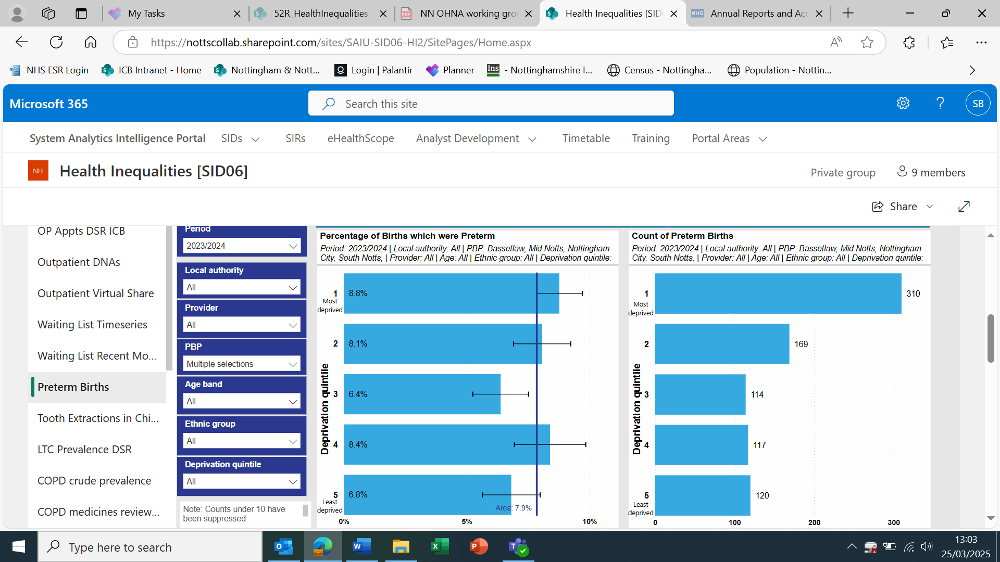 My Tasks
52R_HealthInequalities
NN OHNA working gro
Health Inequalities [SID
Annual Reports and Acc
https://nottscollab.sharepoint.com/sites/SAIU-SID06-HI2/SitePages/Home.aspx
NHS ESR Login
ICB Intranet - Home
Nottingham & Nott...
Login | Palantir
Planner
Ins - Nottinghamshire I...
Census - Nottingha...
Population - Nottin...
Microsoft 365
Search this site
SB
System Analytics Intelligence Portal
SIDs
SIRs
eHealthScope
Analyst Development
Timetable
Training
Portal Areas
NH
Health Inequalities [SID06]
Private group
9 members
Share
OP Appts DSR ICB
Outpatient DNAs
Outpatient Virtual Share
Waiting List Timeseries
Waiting List Recent Mo...
Preterm Births
Tooth Extractions in Chi...
LTC Prevalence DSR
COPD crude prevalence
COPD medicines review...
Period
2023/2024
Local authority
All
Provider
All
PBP
Multiple selections
Age band
All
Ethnic group
All
Deprivation quintile
All
Note: Counts under 10 have
been suppressed.
Percentage of Births which were Preterm
Period: 2023/2024 | Local authority: All | PBP: Bassetlaw, Mid Notts, Nottingham
City, South Notts, | Provider: All | Age: All | Ethnic group: All | Deprivation quintile:
Deprivation quintile
1
Most
deprived
8.8%
2
8.1%
3
6.4%
4
8.4%
5
Least
deprived
6.8%
Area: 7.9%
0%
5%
10%
Count of Preterm Births
Period: 2023/2024 | Local authority: All | PBP: Bassetlaw, Mid Notts, Nottingham
City, South Notts, | Provider: All | Age: All | Ethnic group: All | Deprivation quintile:
Deprivation quintile
1
Most
deprived
310
2
169
3
114
4
117
5
Least
deprived
120
0
100
200
300
Type here to search
13:03
25/03/2025